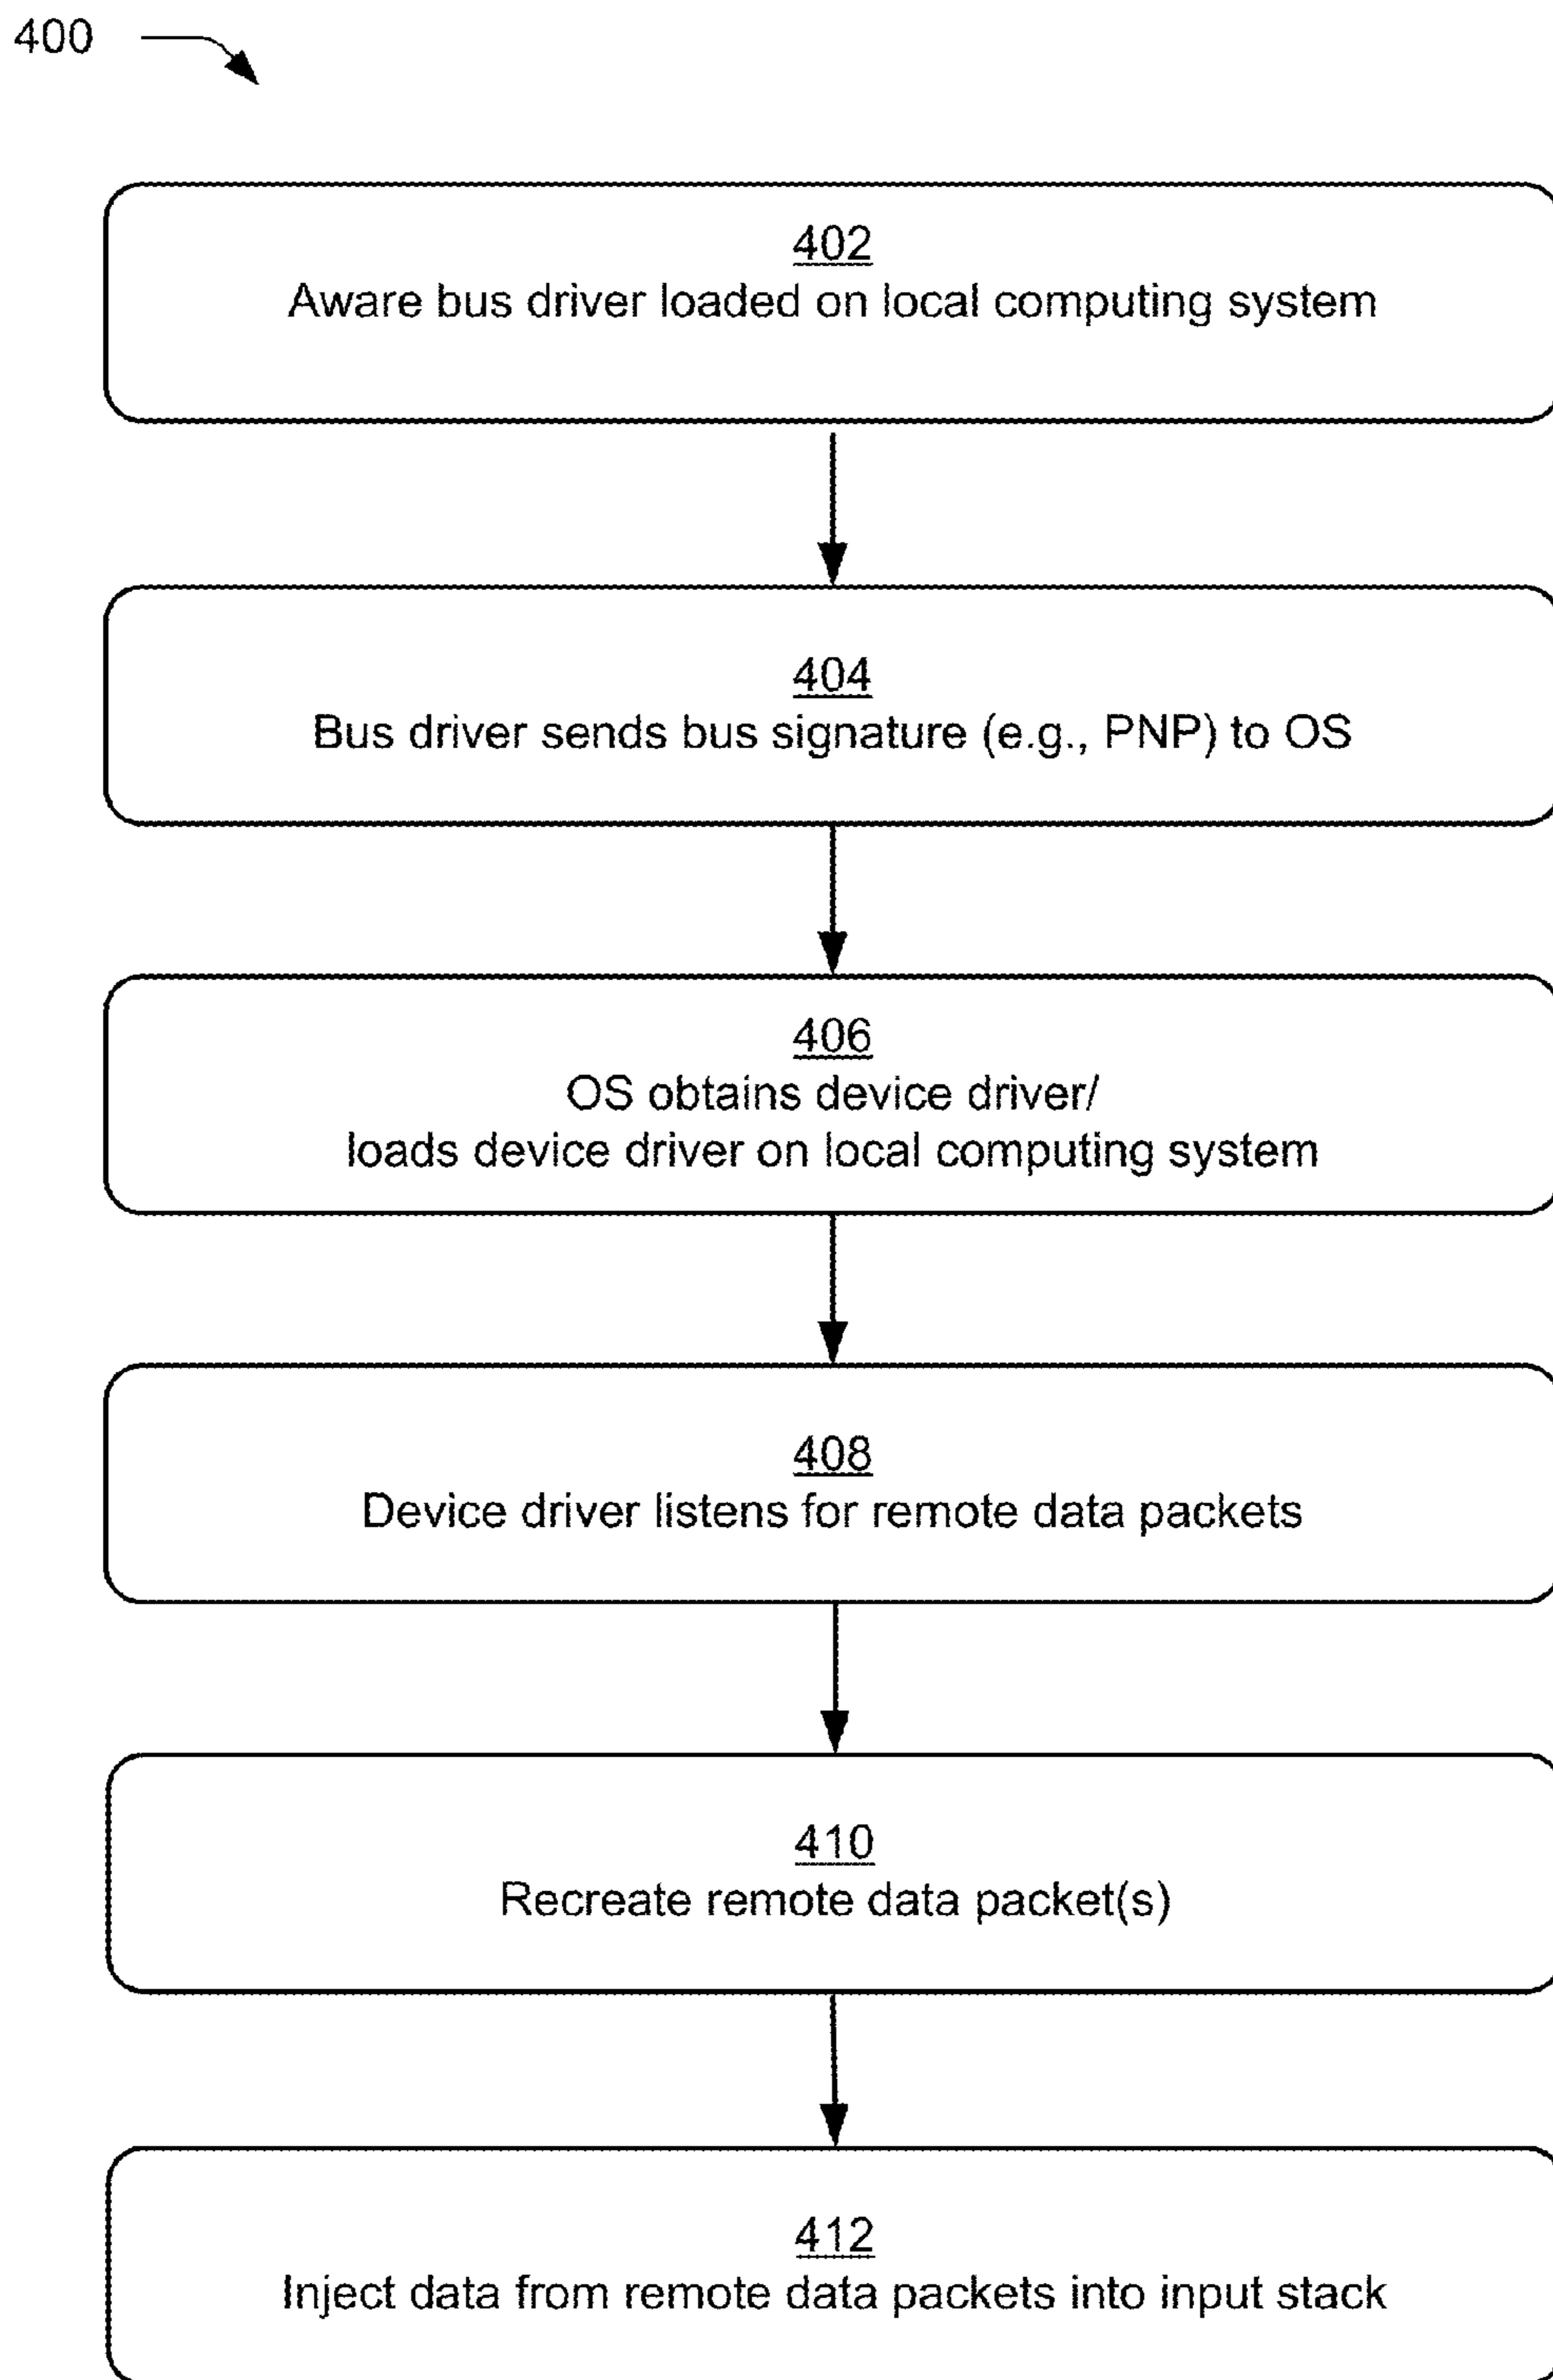 400
402
Aware bus driver loaded on local computing system
404
Bus driver sends bus signature (e.g., PNP) to OS
406
OS obtains device driver/
loads device driver on local computing system
408
Device driver listens for remote data packets
410
Recreate remote data packet(s)
412
Inject data from remote data packets into input stack